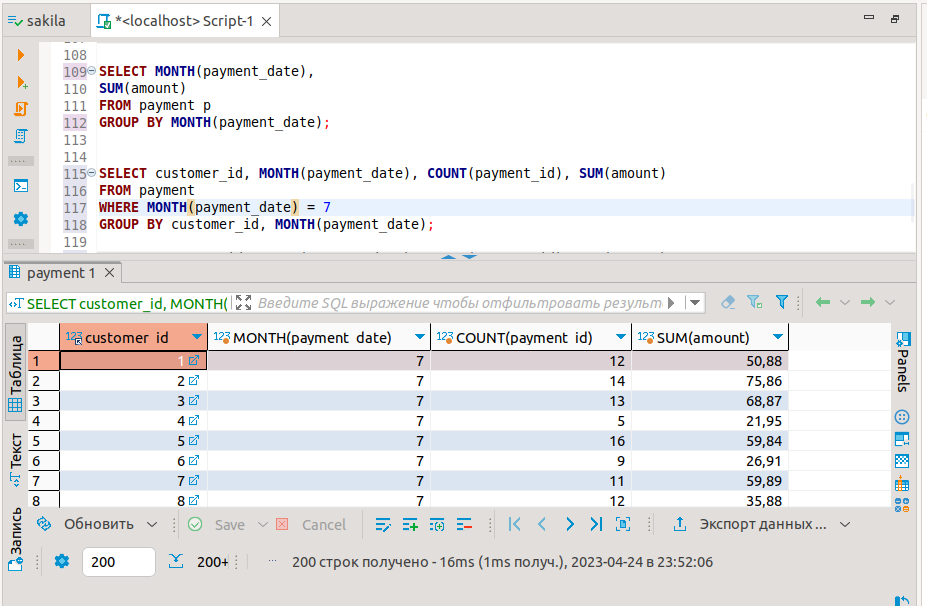 sakila
*<localhost> Script-1
108
109 SELECT MONTH(payment_date),
110 SUM(amount)
111 FROM payment p
112 GROUP BY MONTH(payment_date);
113
114
115 SELECT customer_id, MONTH(payment_date), COUNT(payment_id), SUM(amount)
116 FROM payment
117 WHERE MONTH(payment_date) = 7
118 GROUP BY customer_id, MONTH(payment_date);
119
payment 1
SELECT customer_id, MONTH( Введите SQL выражение чтобы отфильтровать результ
Таблица
Текст
Запись
Panels
123 customer_id 123 MONTH(payment_date) 123 COUNT(payment_id) 123 SUM(amount)
1 1 7 12 50,88
2 2 7 14 75,86
3 3 7 13 68,87
4 4 7 5 21,95
5 5 7 16 59,84
6 6 7 9 26,91
7 7 7 11 59,89
8 8 7 12 35,88
Обновить Save Cancel Экспорт данных ...
200 200+ ... 200 строк получено - 16ms (1ms получ.), 2023-04-24 в 23:52:06